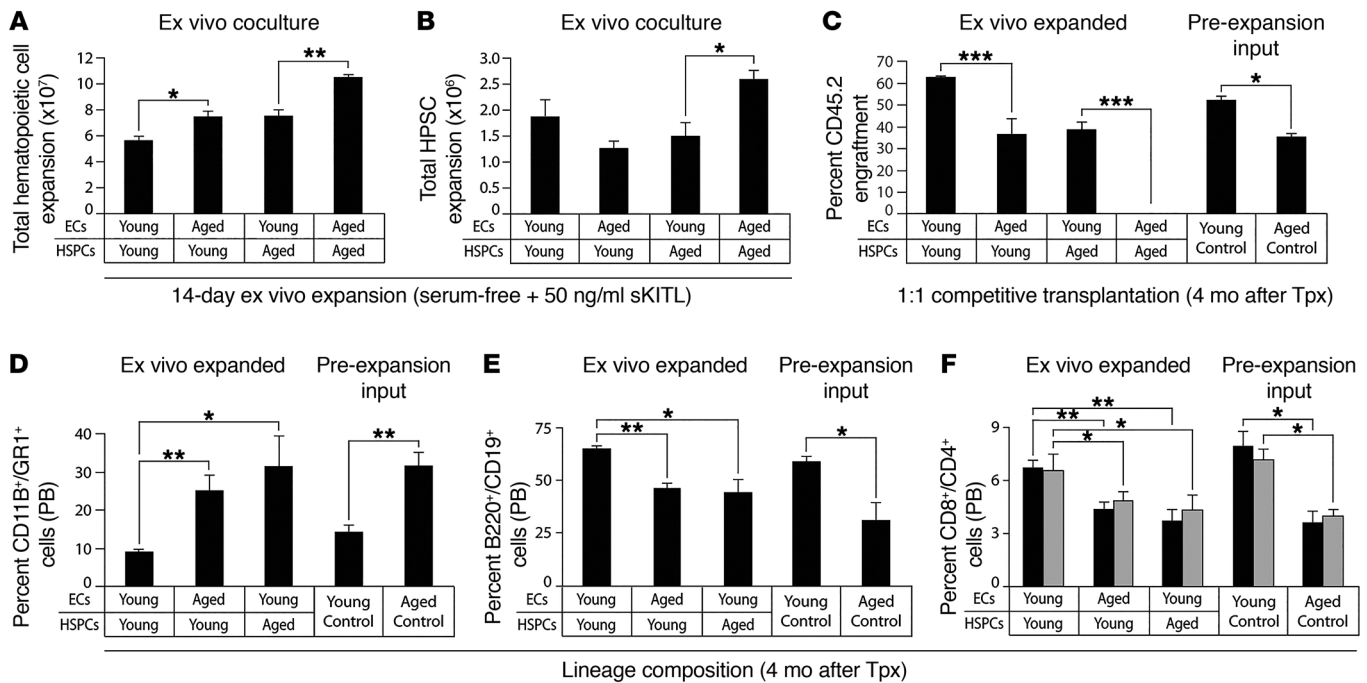 A
Ex vivo coculture
Total hematopoietic cell
expansion (x10⁷)
12
10
8
6
4
2
0
*
**
ECs Young Aged Young Aged
HSPCs Young Young Aged Aged
B
Ex vivo coculture
Total HPSC
expansion (x10⁶)
3.0
2.5
2.0
1.5
1.0
0.5
0
*
ECs Young Aged Young Aged
HSPCs Young Young Aged Aged
14-day ex vivo expansion (serum-free + 50 ng/ml sKITL)
C
Ex vivo expanded
Pre-expansion
input
Percent CD45.2
engraftment
70
60
50
40
30
20
10
0
***
***
*
ECs Young Aged Young Aged
HSPCs Young Young Aged Aged
Young
Control
Aged
Control
1:1 competitive transplantation (4 mo after Tpx)
D
Ex vivo expanded
Pre-expansion
input
Percent CD11B⁺/GR1⁺
cells (PB)
40
30
20
10
0
*
**
**
ECs Young Aged Young
HSPCs Young Young Aged
Young
Control
Aged
Control
E
Ex vivo expanded
Pre-expansion
input
Percent B220⁺/CD19⁺
cells (PB)
75
50
25
0
*
**
*
ECs Young Aged Young
HSPCs Young Young Aged
Young
Control
Aged
Control
F
Ex vivo expanded
Pre-expansion
input
Percent CD8⁺/CD4⁺
cells (PB)
9
6
3
0
**
**
*
*
*
*
ECs Young Aged Young
HSPCs Young Young Aged
Young
Control
Aged
Control
Lineage composition (4 mo after Tpx)